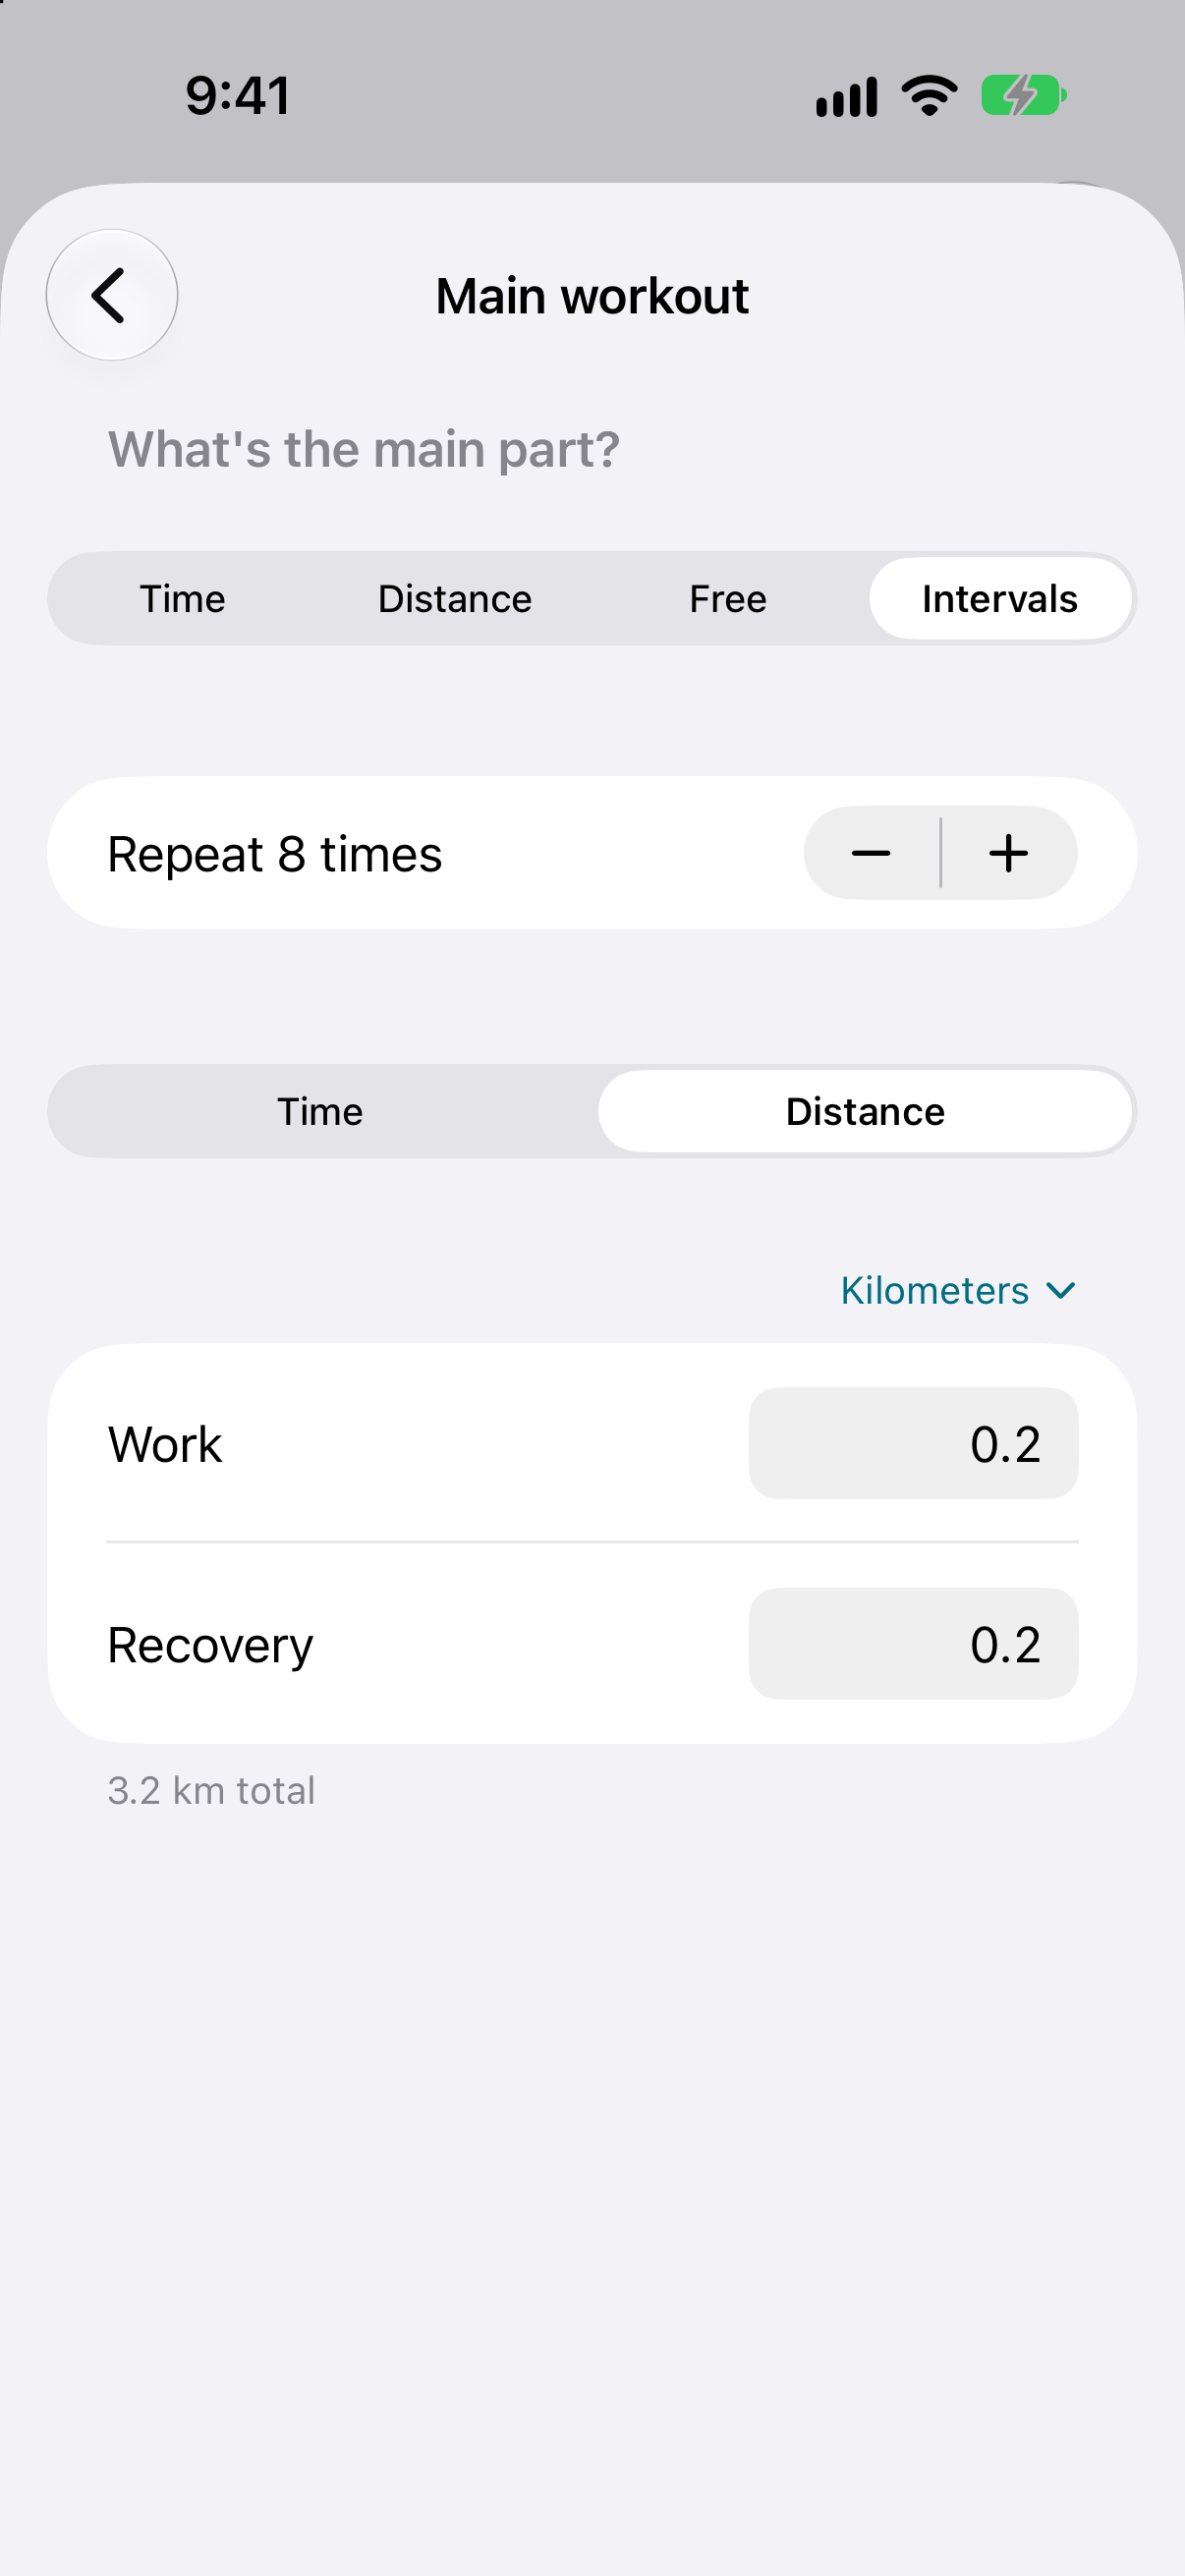 9:41
Main workout
What's the main part?
Time Distance Free Intervals
Repeat 8 times
Time Distance
Kilometers
Work 0.2
Recovery 0.2
3.2 km total